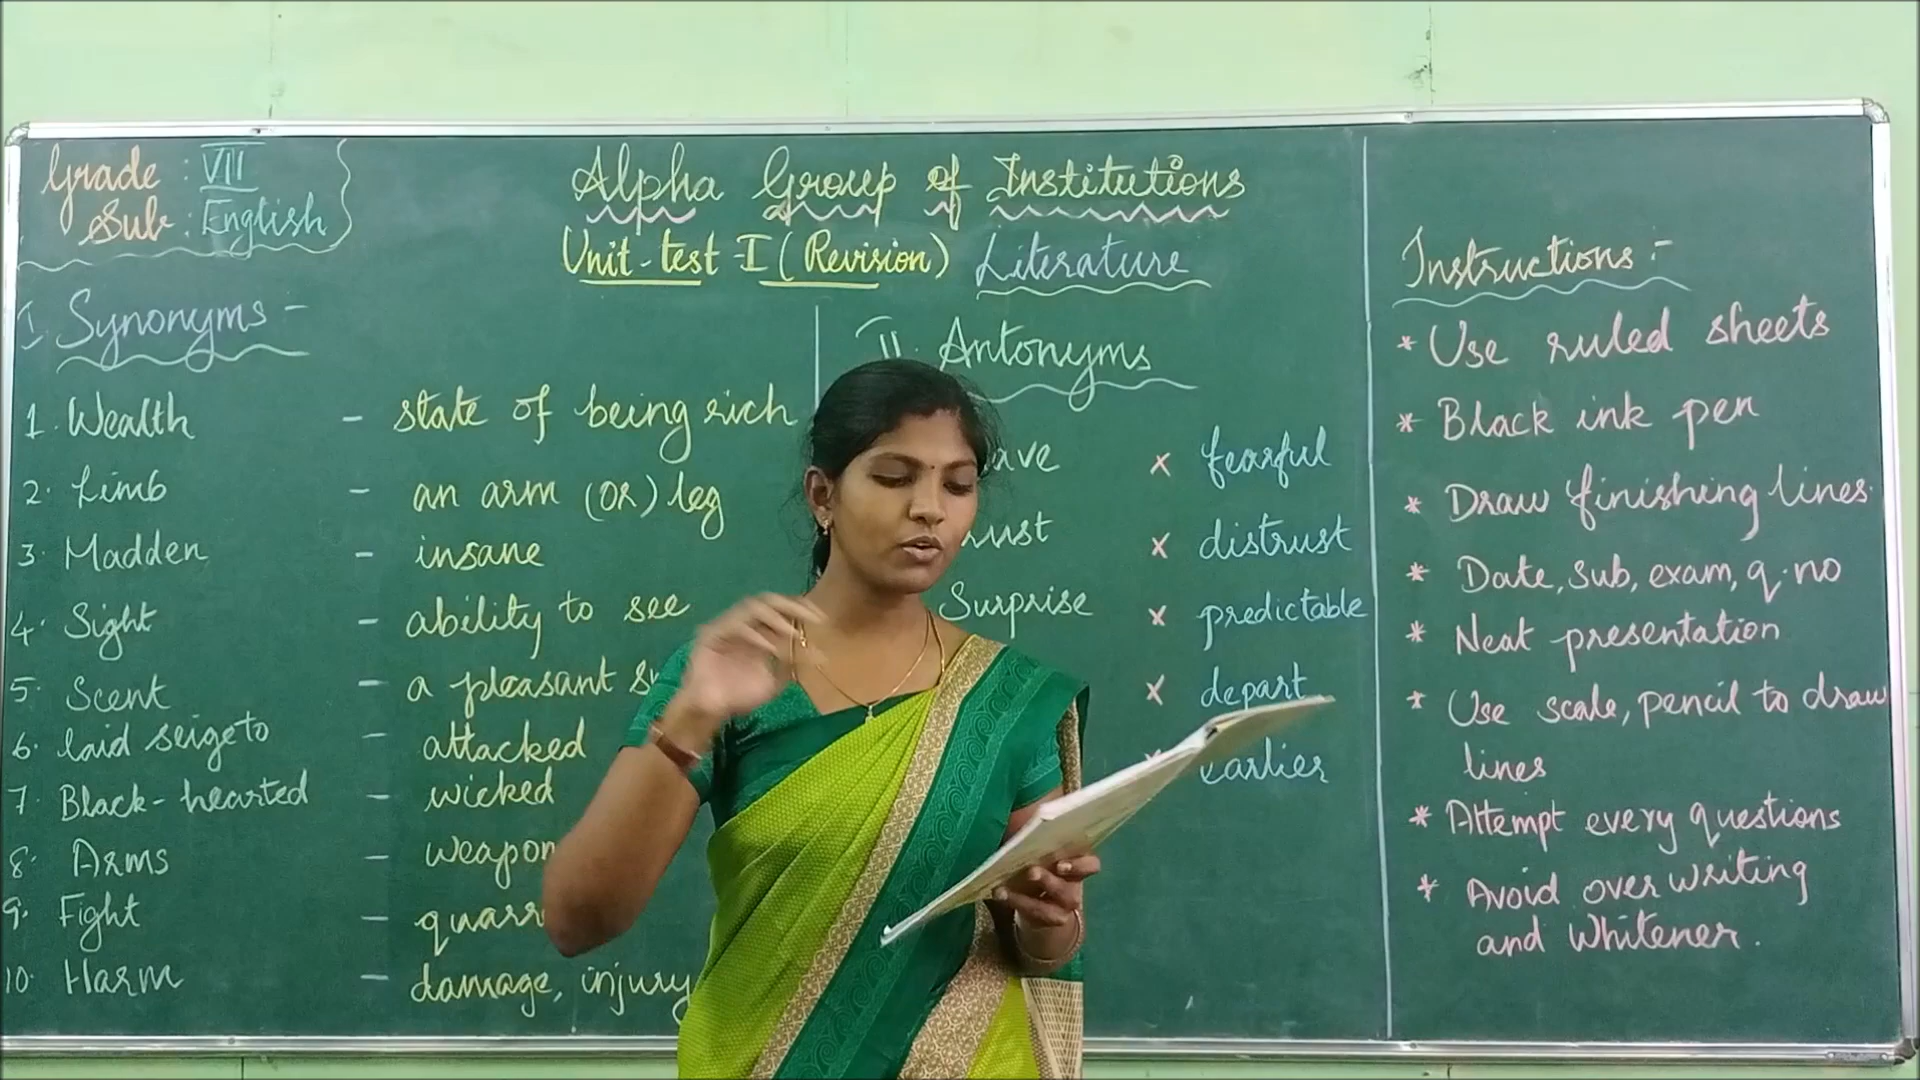 Grade : VII
Sub : English
Alpha Group of Institutions
Unit-test-I (Revision) Literature
I Synonyms -
1. Wealth - state of being rich
2. Limb - an arm (OR) leg
3. Madden - insane
4. Sight - ability to see
5. Scent - a pleasant
6. laid seige to - attacked
7. Black-hearted - wicked
8. Arms - weapon
9. Fight -
10. Harm - damage, injury
II. Antonyms
x fearful
x distrust
Surprise x predictable
x depart
earlier
Instructions :-
* Use ruled sheets
* Black ink pen
* Draw finishing lines.
* Date, sub, exam, q.no
* Neat presentation
* Use scale, pencil to draw
lines
* Attempt every questions
* Avoid over writing
and Whitener.